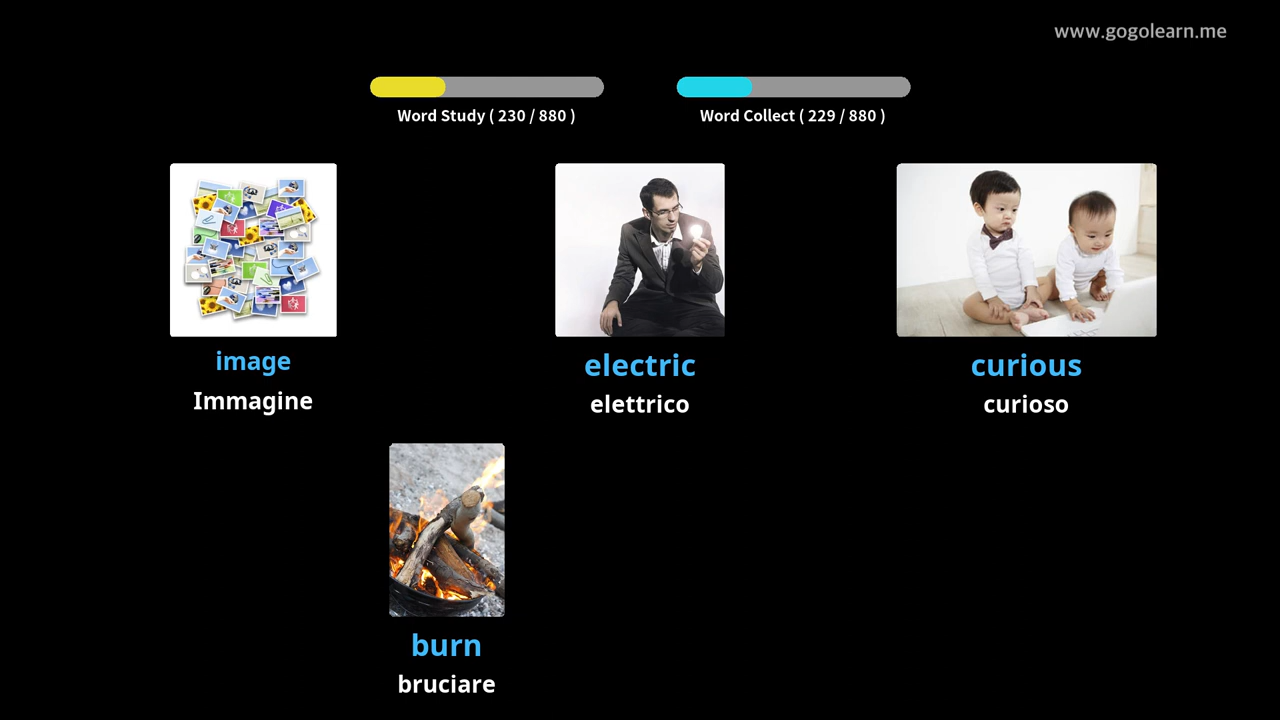 www.gogolearn.me
Word Study ( 230 / 880 )
Word Collect ( 229 / 880 )
image
Immagine
electric
elettrico
curious
curioso
burn
bruciare